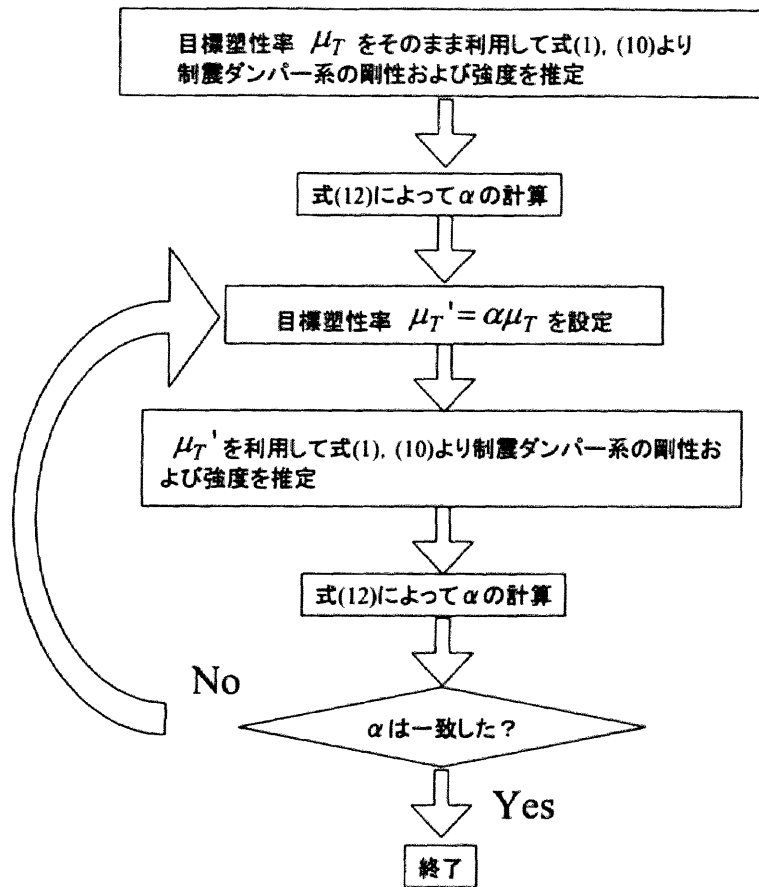 目標塑性率 μT をそのまま利用して式(1), (10)より
制震ダンパー系の剛性および強度を推定
式(12)によってαの計算
目標塑性率 μT'=αμT を設定
μT'を利用して式(1), (10)より制震ダンパー系の剛性お
よび強度を推定
式(12)によってαの計算
No
αは一致した？
Yes
終了